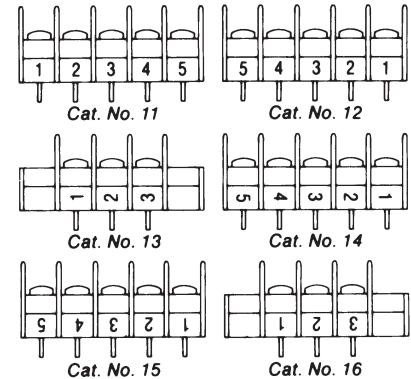 1 2 3 4 5
Cat. No. 11
5 4 3 2 1
Cat. No. 12
1 2 3
Cat. No. 13
5 4 3 2 1
Cat. No. 14
5 4 3 2 1
Cat. No. 15
1 2 3
Cat. No. 16